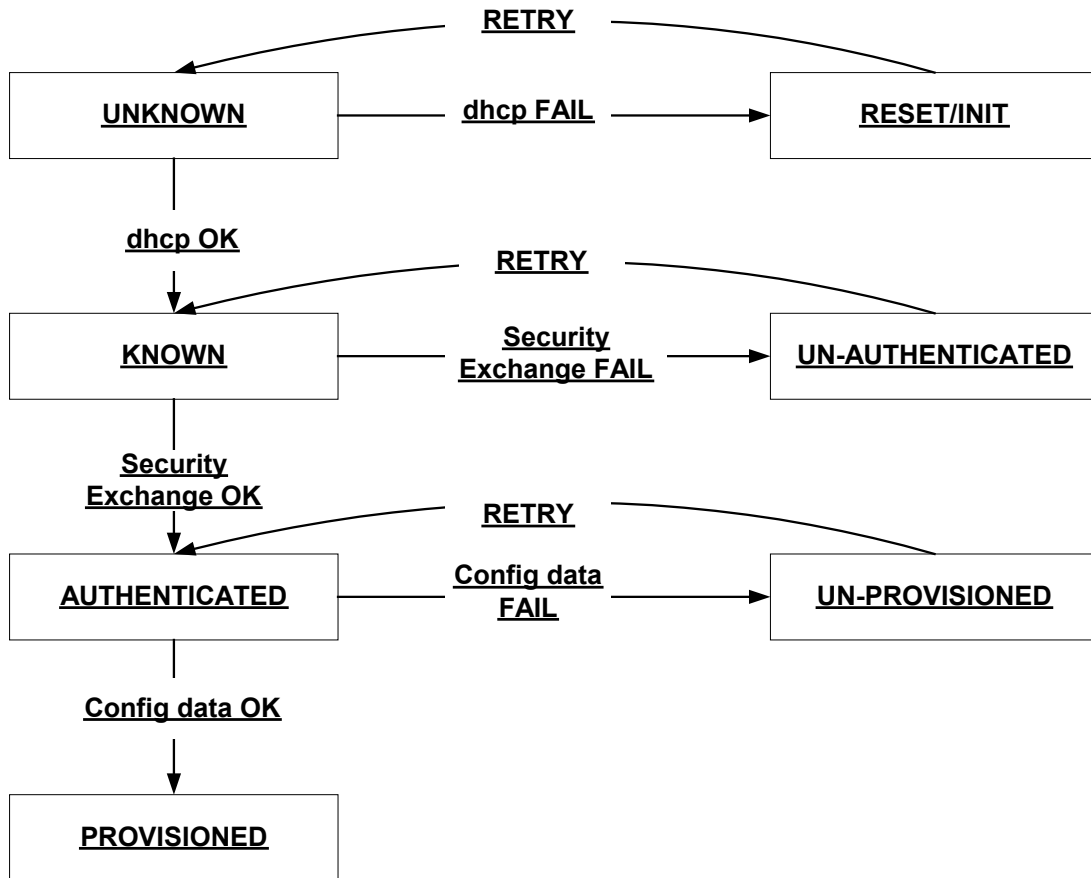 RETRY
UNKNOWN
dhcp FAIL
RESET/INIT
dhcp OK
RETRY
KNOWN
Security
Exchange FAIL
UN-AUTHENTICATED
Security
Exchange OK
RETRY
AUTHENTICATED
Config data
FAIL
UN-PROVISIONED
Config data OK
PROVISIONED